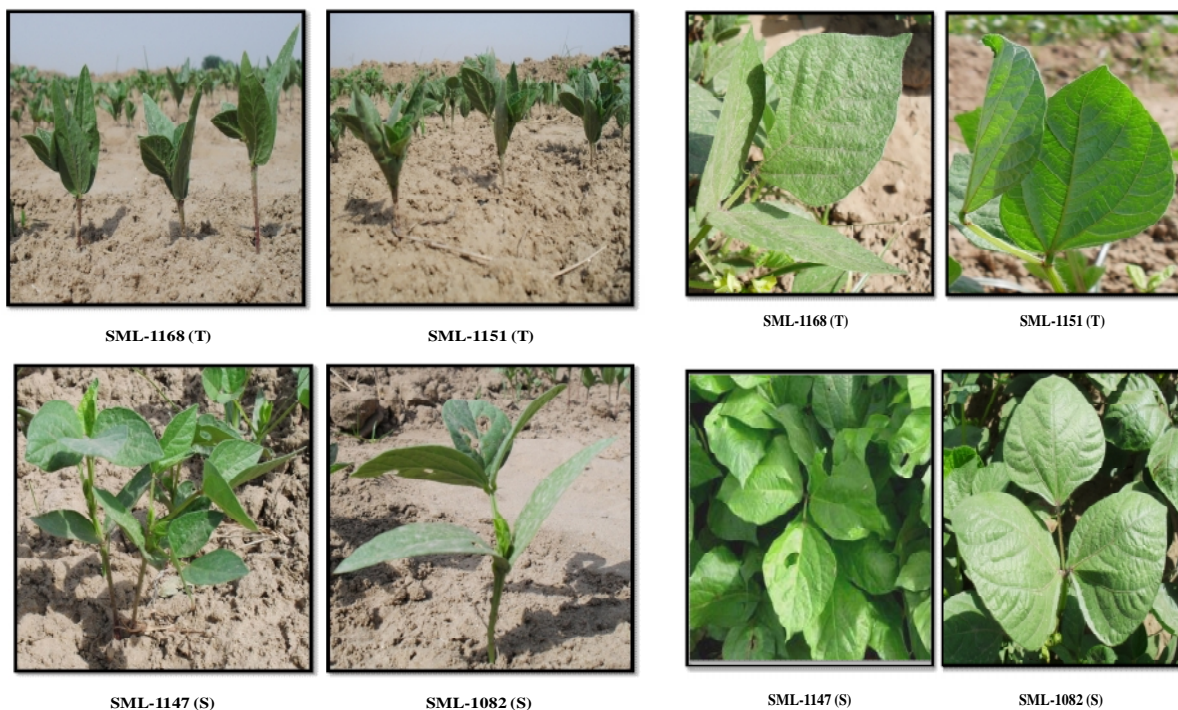 SML-1168 (T)
SML-1151 (T)
SML-1168 (T)
SML-1151 (T)
SML-1147 (S)
SML-1082 (S)
SML-1147 (S)
SML-1082 (S)